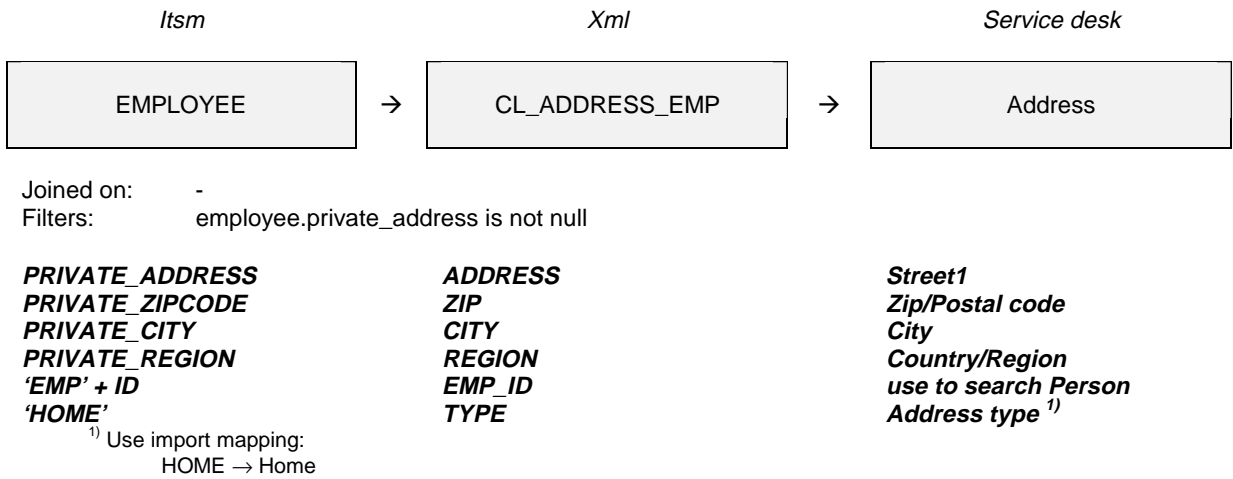 Itsm Xml Service desk
EMPLOYEE → CL_ADDRESS_EMP → Address
Joined on: -
Filters: employee.private_address is not null
PRIVATE_ADDRESS ADDRESS Street1
PRIVATE_ZIPCODE ZIP Zip/Postal code
PRIVATE_CITY CITY City
PRIVATE_REGION REGION Country/Region
‘EMP’ + ID EMP_ID use to search Person
‘HOME’ TYPE Address type 1)
1) Use import mapping:
HOME → Home